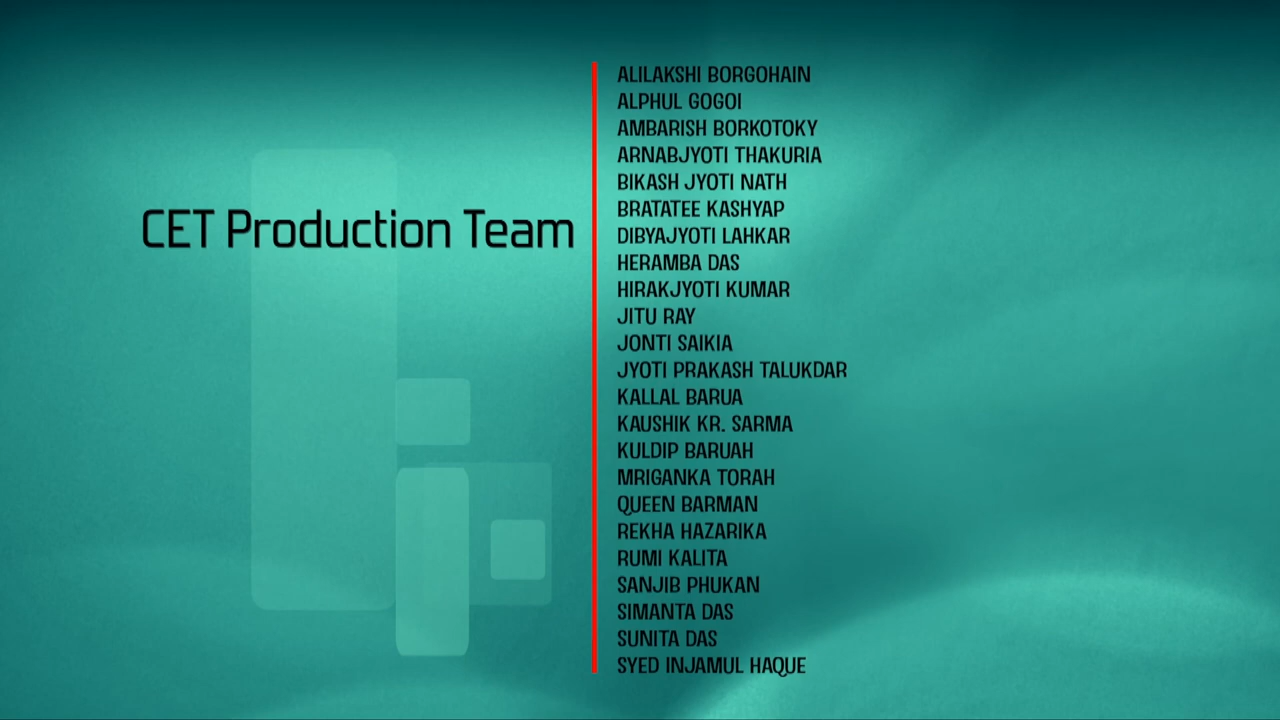 CET Production Team
ALILAKSHI BORGOHAIN
ALPHUL GOGOI
AMBARISH BORKOTOKY
ARNABJYOTI THAKURIA
BIKASH JYOTI NATH
BRATATEE KASHYAP
DIBYAJYOTI LAHKAR
HERAMBA DAS
HIRAKJYOTI KUMAR
JITU RAY
JONTI SAIKIA
JYOTI PRAKASH TALUKDAR
KALLAL BARUA
KAUSHIK KR. SARMA
KULDIP BARUAH
MRIGANKA TORAH
QUEEN BARMAN
REKHA HAZARIKA
RUMI KALITA
SANJIB PHUKAN
SIMANTA DAS
SUNITA DAS
SYED INJAMUL HAQUE